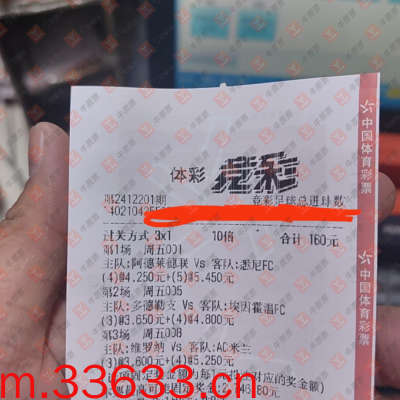 体彩 竞彩
第2412201期 竞彩足球总进球数
过关方式 3x1 10倍 合计 160元
第1场 周五001
主队:阿德莱德联 Vs 客队:悉尼FC
(4)@4.250元+(5)@5.450元
第2场 周五005
主队:多德勒支 Vs 客队:埃因霍温FC
(3)@3.650元+(4)@4.800元
第3场 周五008
主队:维罗纳 Vs 客队:AC米兰
(3)@3.600元+(4)@5.250元
中国体育彩票
中国体育彩票
m.33633.cn